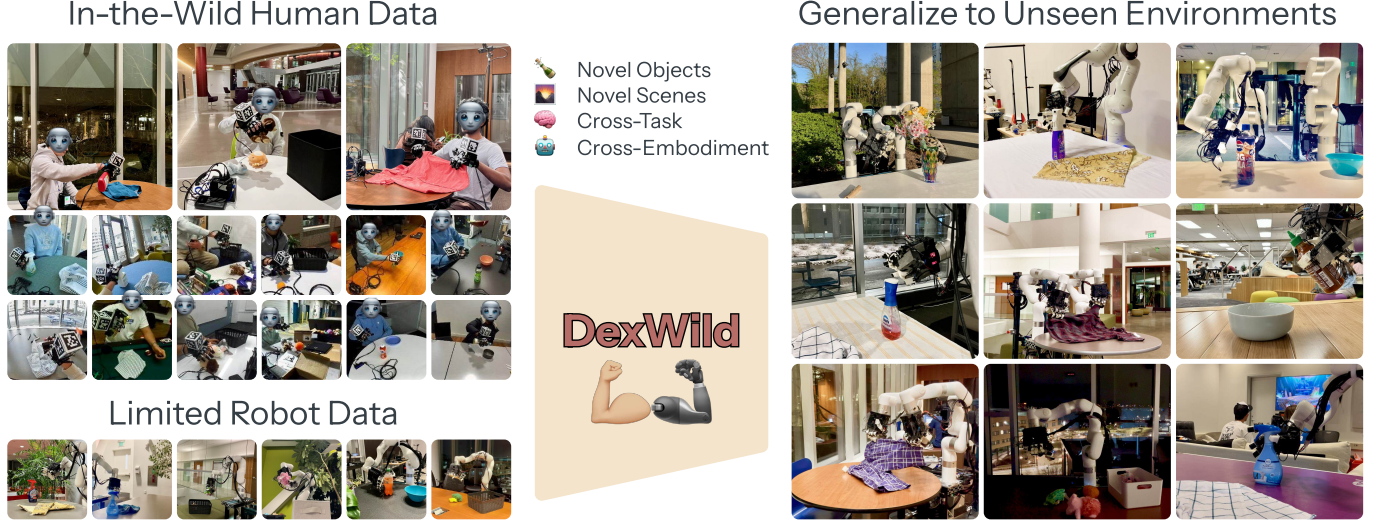 In-the-Wild Human Data
Limited Robot Data
Novel Objects
Novel Scenes
Cross-Task
Cross-Embodiment
DexWild
Generalize to Unseen Environments